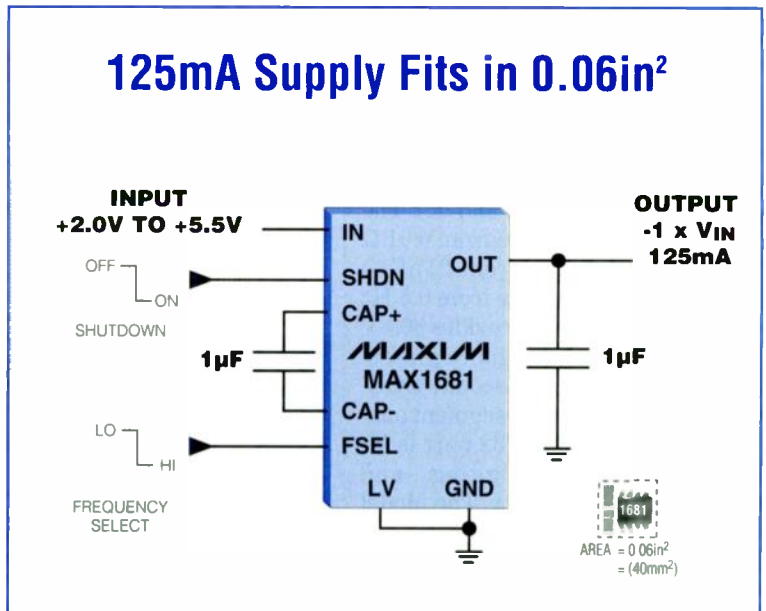 125mA Supply Fits in 0.06in²
INPUT
+2.0V TO +5.5V
OUTPUT
-1 x VIN
125mA
IN
OUT
OFF
ON
SHUTDOWN
SHDN
CAP+
1µF
MAXIM
MAX1681
1µF
CAP-
LO
HI
FREQUENCY
SELECT
FSEL
LV GND
1681
AREA = 0 06in²
= (40mm²)